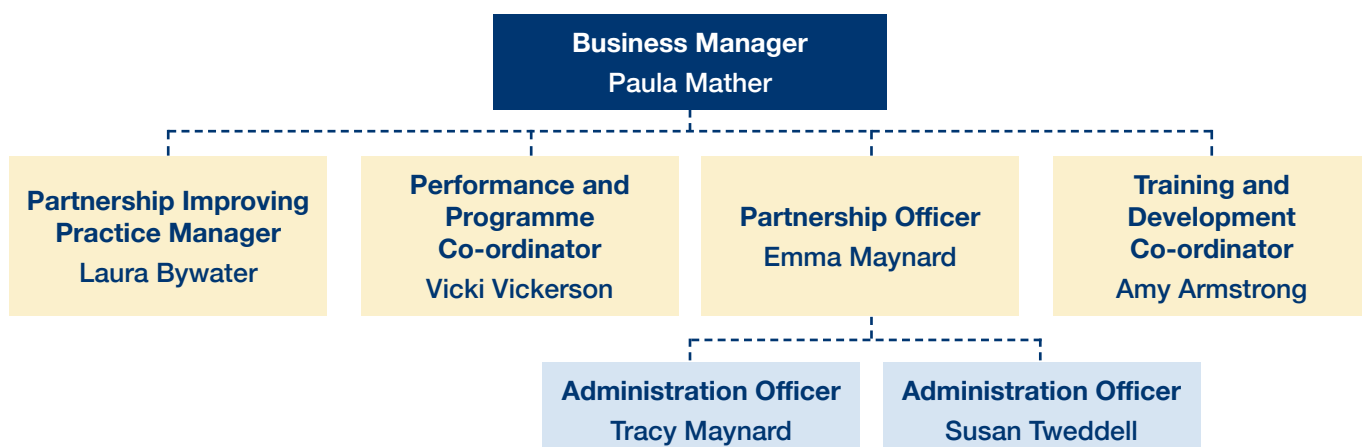 Business Manager
Paula Mather
Partnership Improving
Practice Manager
Laura Bywater
Performance and
Programme
Co-ordinator
Vicki Vickerson
Partnership Officer
Emma Maynard
Training and
Development
Co-ordinator
Amy Armstrong
Administration Officer
Tracy Maynard
Administration Officer
Susan Tweddell